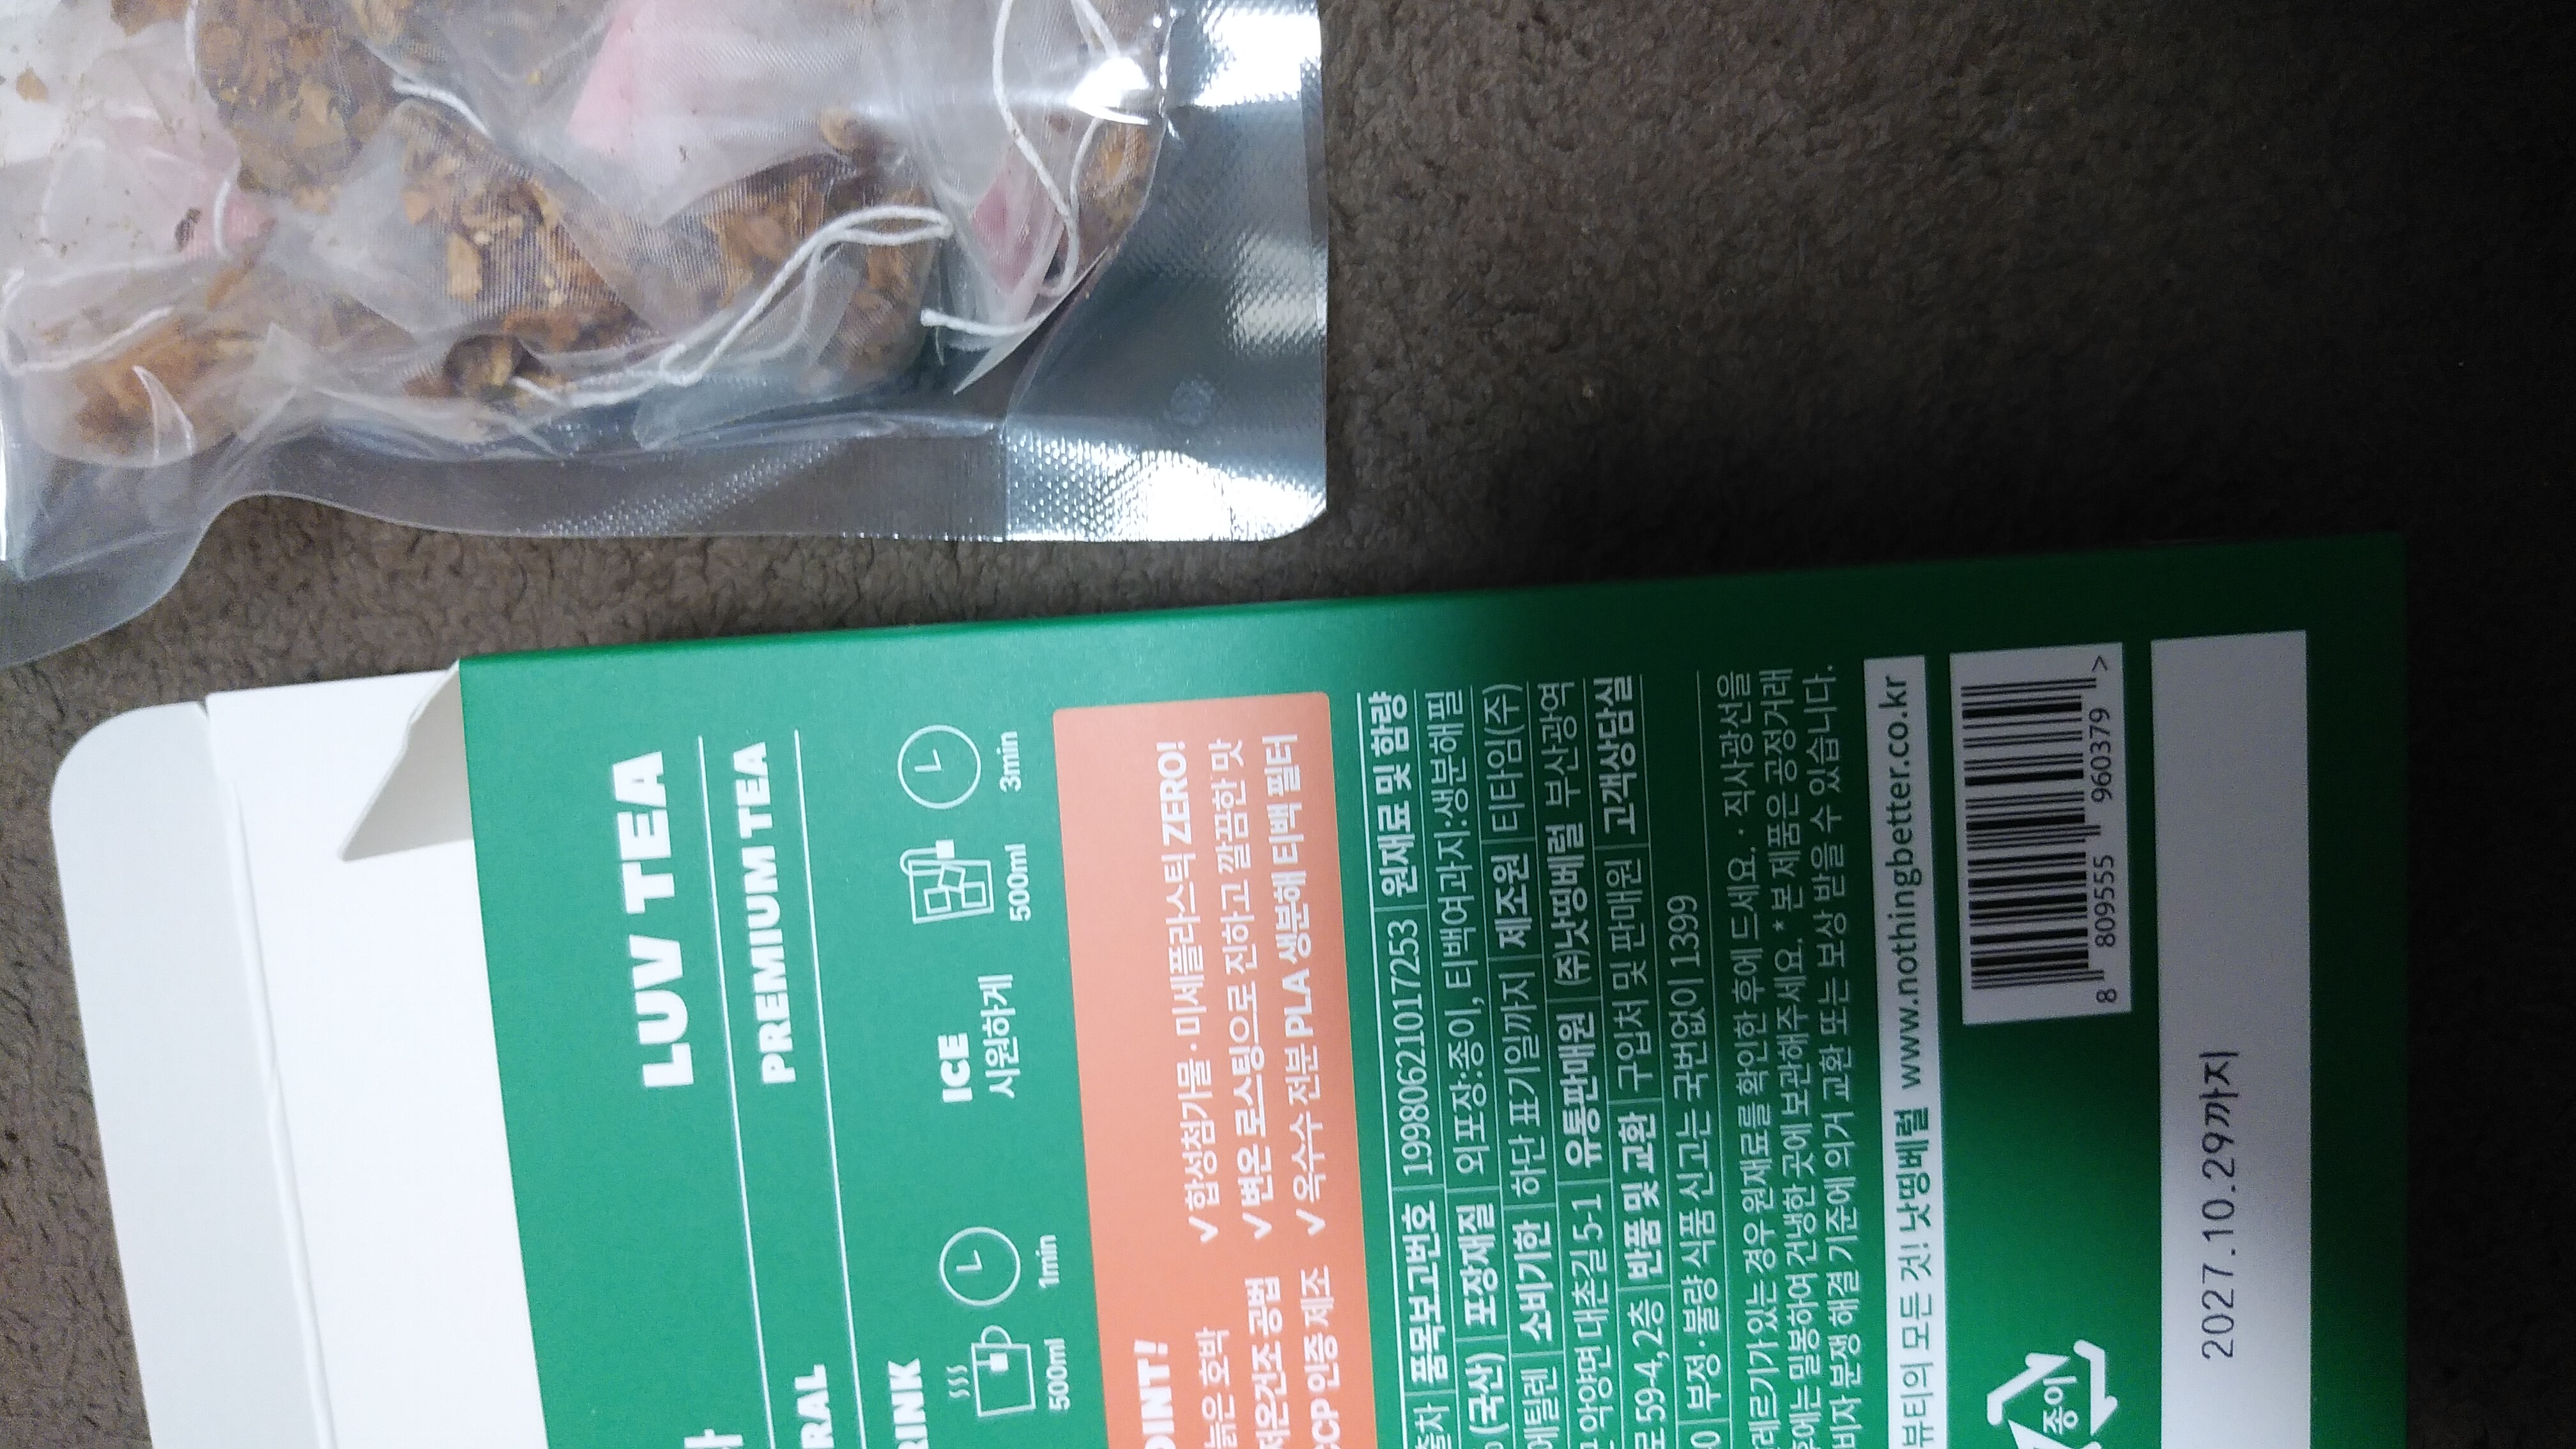 LUV TEA
PREMIUM TEA
RAL
RINK
500ml 1min
ICE
시원하게
500ml 3min
OINT!
늙은 호박 ✓ 합성첨가물·미세플라스틱 ZERO!
저온건조 공법 ✓ 변온 로스팅으로 진하고 깔끔한 맛
CCP 인증 제조 ✓ 옥수수 전분 PLA 생분해 티백 필터
출차 | 품목보고번호 | 19980621017253 | 원재료 및 함량
(국산) | 포장재질 | 외포장:종이, 티백여과지:생분해필
에틸렌 | 소비기한 | 하단 표기일까지 | 제조원 | 티타임(주)
악양면 대촌길 5-1 | 유통판매원 | (주)낫띵베럴 부산광역
로 59-4, 2층 | 반품 및 교환 | 구입처 및 판매원 | 고객상담실
0 | 부정·불량 식품 신고는 국번없이 1399
알레르기가 있는 경우 원재료를 확인한 후에 드세요. · 직사광선을
후에는 밀봉하여 건냉한 곳에 보관해주세요. * 본 제품은 공정거래
비자 분쟁 해결 기준에 의거 교환 또는 보상 받을 수 있습니다.
뷰티의 모든 것! 낫띵베럴 www.nothingbetter.co.kr
종이
8 809555 960379 >
2027.10.29까지